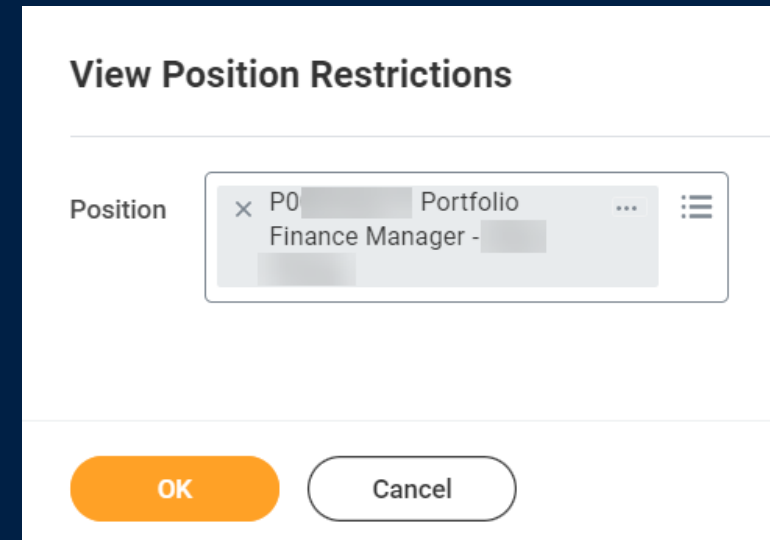 View Position Restrictions
Position
× P0 Portfolio
Finance Manager -
OK
Cancel